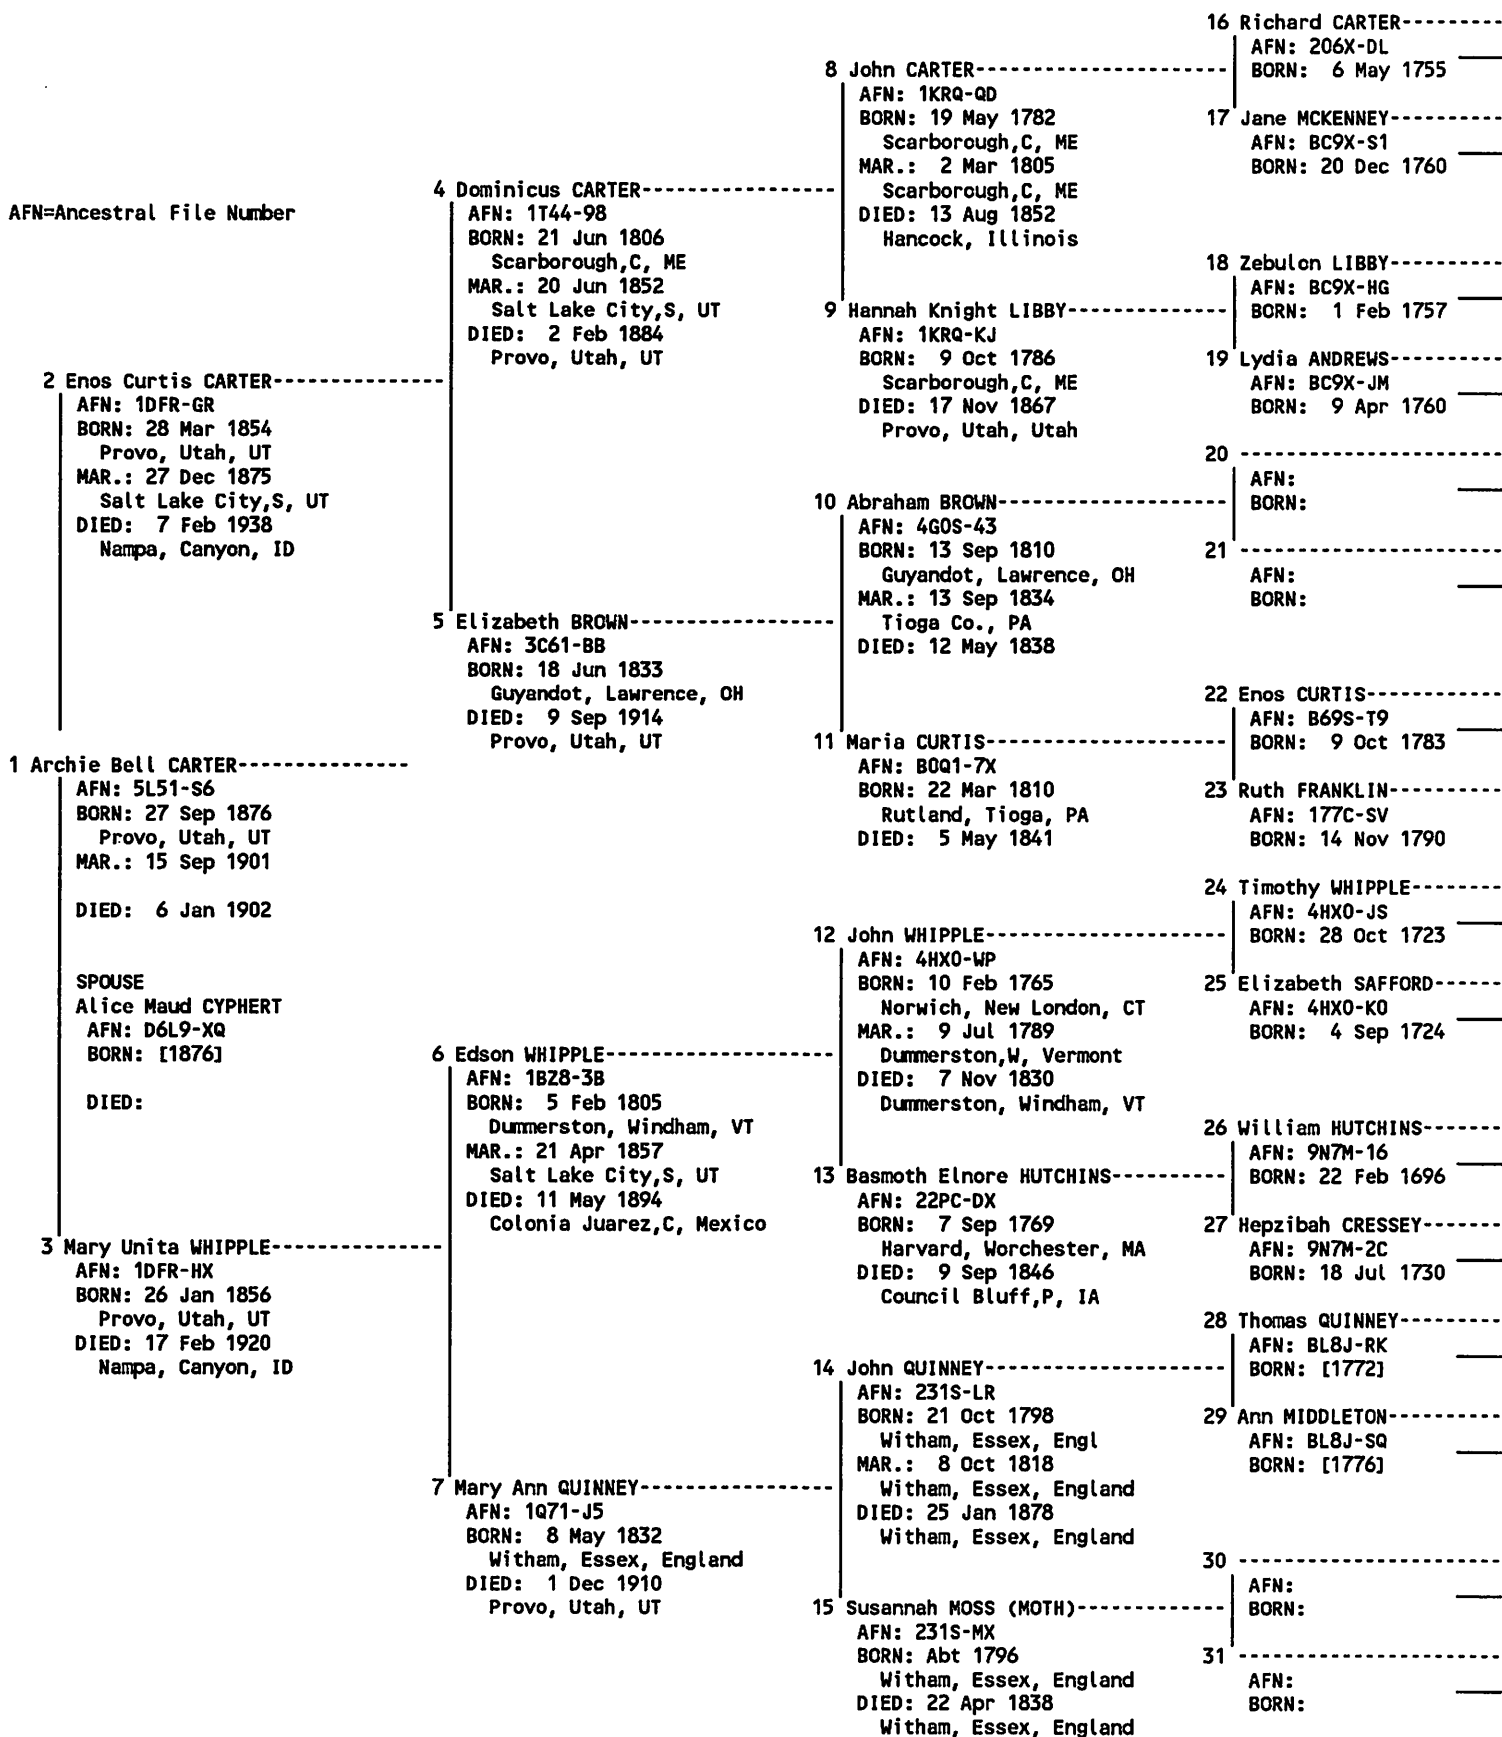 AFN=Ancestral File Number
1 Archie Bell CARTER--------------
AFN: 5L51-S6
BORN: 27 Sep 1876
Provo, Utah, UT
MAR.: 15 Sep 1901
DIED: 6 Jan 1902
SPOUSE
Alice Maud CYPHERT
AFN: D6L9-XQ
BORN: [1876]
DIED:
2 Enos Curtis CARTER--------------
AFN: 1DFR-GR
BORN: 28 Mar 1854
Provo, Utah, UT
MAR.: 27 Dec 1875
Salt Lake City,S, UT
DIED: 7 Feb 1938
Nampa, Canyon, ID
3 Mary Unita WHIPPLE--------------
AFN: 1DFR-HX
BORN: 26 Jan 1856
Provo, Utah, UT
DIED: 17 Feb 1920
Nampa, Canyon, ID
4 Dominicus CARTER----------------
AFN: 1T44-98
BORN: 21 Jun 1806
Scarborough,C, ME
MAR.: 20 Jun 1852
Salt Lake City,S, UT
DIED: 2 Feb 1884
Provo, Utah, UT
5 Elizabeth BROWN-----------------
AFN: 3C61-BB
BORN: 18 Jun 1833
Guyandot, Lawrence, OH
DIED: 9 Sep 1914
Provo, Utah, UT
6 Edson WHIPPLE-------------------
AFN: 1BZ8-3B
BORN: 5 Feb 1805
Dummerston, Windham, VT
MAR.: 21 Apr 1857
Salt Lake City,S, UT
DIED: 11 May 1894
Colonia Juarez,C, Mexico
7 Mary Ann QUINNEY----------------
AFN: 1Q71-J5
BORN: 8 May 1832
Witham, Essex, England
DIED: 1 Dec 1910
Provo, Utah, UT
8 John CARTER---------------------
AFN: 1KRQ-QD
BORN: 19 May 1782
Scarborough,C, ME
MAR.: 2 Mar 1805
Scarborough,C, ME
DIED: 13 Aug 1852
Hancock, Illinois
9 Hannah Knight LIBBY-------------
AFN: 1KRQ-KJ
BORN: 9 Oct 1786
Scarborough,C, ME
DIED: 17 Nov 1867
Provo, Utah, Utah
10 Abraham BROWN-------------------
AFN: 4G0S-43
BORN: 13 Sep 1810
Guyandot, Lawrence, OH
MAR.: 13 Sep 1834
Tioga Co., PA
DIED: 12 May 1838
11 Maria CURTIS--------------------
AFN: B0Q1-7X
BORN: 22 Mar 1810
Rutland, Tioga, PA
DIED: 5 May 1841
12 John WHIPPLE--------------------
AFN: 4HX0-WP
BORN: 10 Feb 1765
Norwich, New London, CT
MAR.: 9 Jul 1789
Dummerston,W, Vermont
DIED: 7 Nov 1830
Dummerston, Windham, VT
13 Basmoth Elnore HUTCHINS---------
AFN: 22PC-DX
BORN: 7 Sep 1769
Harvard, Worchester, MA
DIED: 9 Sep 1846
Council Bluff,P, IA
14 John QUINNEY--------------------
AFN: 231S-LR
BORN: 21 Oct 1798
Witham, Essex, Engl
MAR.: 8 Oct 1818
Witham, Essex, England
DIED: 25 Jan 1878
Witham, Essex, England
15 Susannah MOSS (MOTH)------------
AFN: 231S-MX
BORN: Abt 1796
Witham, Essex, England
DIED: 22 Apr 1838
Witham, Essex, England
16 Richard CARTER---------
AFN: 206X-DL
BORN: 6 May 1755
17 Jane MCKENNEY----------
AFN: BC9X-S1
BORN: 20 Dec 1760
18 Zebulon LIBBY----------
AFN: BC9X-HG
BORN: 1 Feb 1757
19 Lydia ANDREWS----------
AFN: BC9X-JM
BORN: 9 Apr 1760
20 -----------------------
AFN:
BORN:
21 -----------------------
AFN:
BORN:
22 Enos CURTIS------------
AFN: B69S-T9
BORN: 9 Oct 1783
23 Ruth FRANKLIN----------
AFN: 177C-SV
BORN: 14 Nov 1790
24 Timothy WHIPPLE--------
AFN: 4HX0-JS
BORN: 28 Oct 1723
25 Elizabeth SAFFORD------
AFN: 4HX0-K0
BORN: 4 Sep 1724
26 William HUTCHINS-------
AFN: 9N7M-16
BORN: 22 Feb 1696
27 Hepzibah CRESSEY-------
AFN: 9N7M-2C
BORN: 18 Jul 1730
28 Thomas QUINNEY---------
AFN: BL8J-RK
BORN: [1772]
29 Ann MIDDLETON----------
AFN: BL8J-SQ
BORN: [1776]
30 -----------------------
AFN:
BORN:
31 -----------------------
AFN:
BORN: